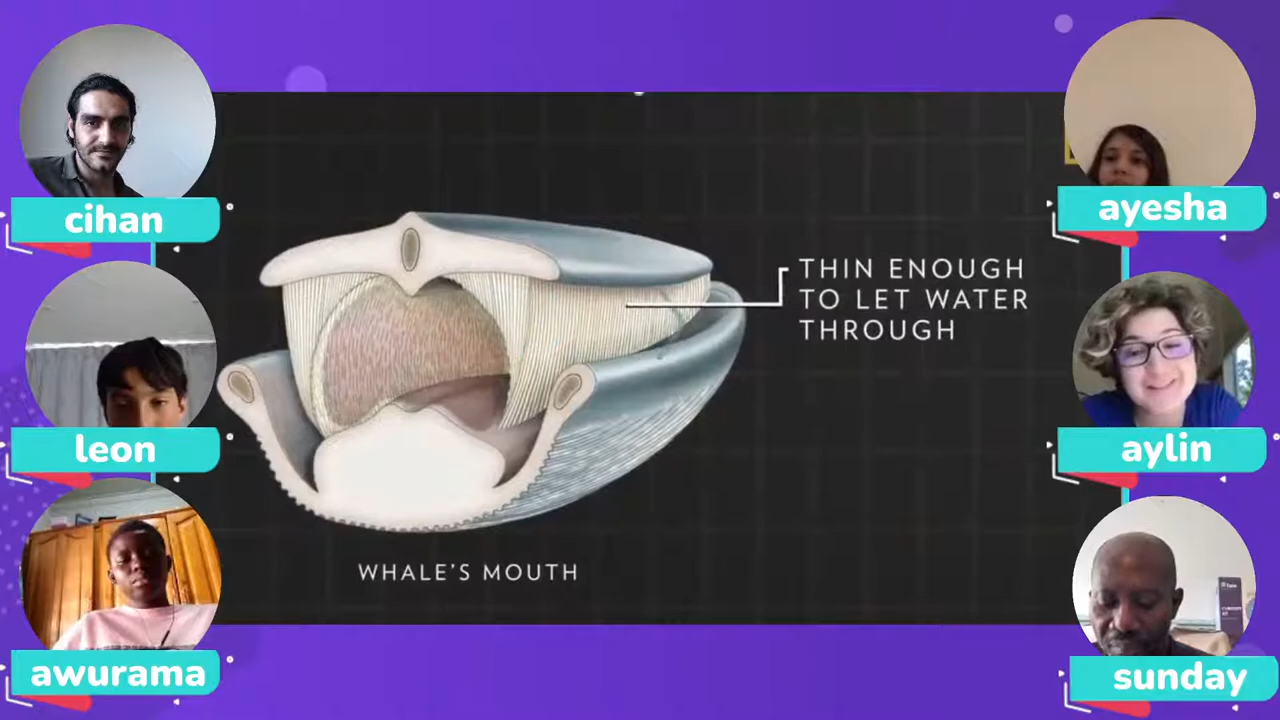 cihan
leon
awurama
THIN ENOUGH
TO LET WATER
THROUGH
WHALE'S MOUTH
ayesha
aylin
sunday